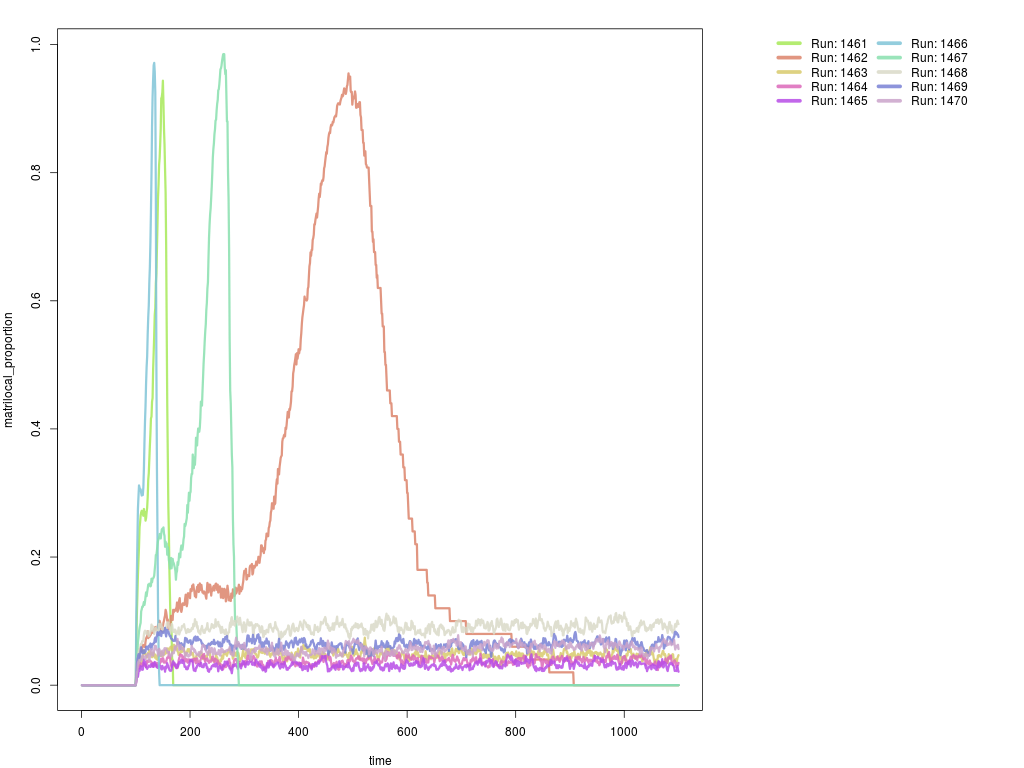 Run: 1461
Run: 1462
Run: 1463
Run: 1464
Run: 1465
Run: 1466
Run: 1467
Run: 1468
Run: 1469
Run: 1470
matrilocal_proportion
1.0
0.8
0.6
0.4
0.2
0.0
0
200
400
600
800
1000
time